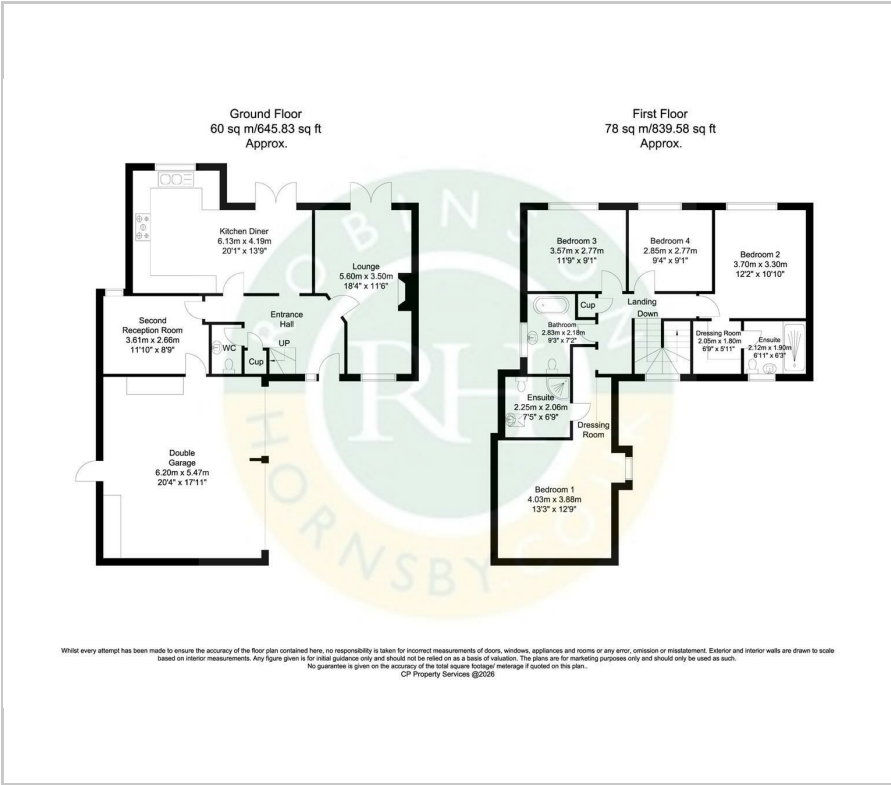 Ground Floor
60 sq m/645.83 sq ft
Approx.
First Floor
78 sq m/839.58 sq ft
Approx.
Kitchen Diner
6.13m x 4.19m
20'1" x 13'9"
Lounge
5.60m x 3.50m
18'4" x 11'6"
Second
Reception Room
3.61m x 2.66m
11'10" x 8'9"
Entrance
Hall
UP
WC
Cup
Double
Garage
6.20m x 5.47m
20'4" x 17'11"
Bedroom 3
3.57m x 2.77m
11'9" x 9'1"
Bedroom 4
2.85m x 2.77m
9'4" x 9'1"
Bedroom 2
3.70m x 3.30m
12'2" x 10'10"
Cup
Landing
Down
Bathroom
2.83m x 2.18m
9'3" x 7'2"
Dressing Room
2.05m x 1.80m
6'9" x 5'11"
Ensuite
2.12m x 1.90m
6'11" x 6'3"
Ensuite
2.25m x 2.06m
7'5" x 6'9"
Dressing
Room
Bedroom 1
4.03m x 3.88m
13'3" x 12'9"
ROBINSON
RH
HORNSBY
Whilst every attempt has been made to ensure the accuracy of the floor plan contained here, no responsibility is taken for incorrect measurements of doors, windows, appliances and rooms or any error, omission or misstatement. Exterior and interior walls are drawn to scale
based on interior measurements. Any figure given is for initial guidance only and should not be relied on as a basis of valuation. The plans are for marketing purposes only and should only be used as such.
No guarantee is given on the accuracy of the total square footage/ meterage if quoted on this plan..
CP Property Services @2026